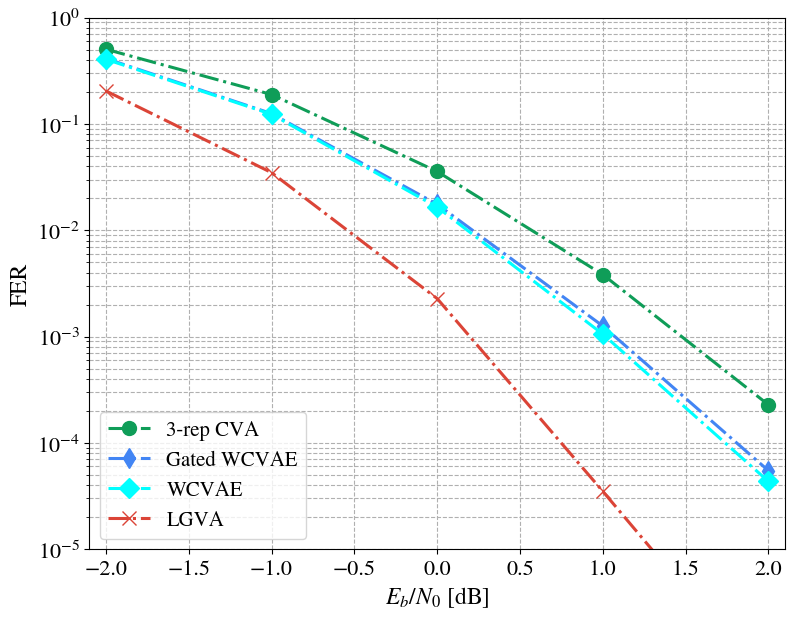 10⁰
10⁻¹
10⁻²
10⁻³
10⁻⁴
10⁻⁵
FER
3-rep CVA
Gated WCVAE
WCVAE
LGVA
−2.0 −1.5 −1.0 −0.5 0.0 0.5 1.0 1.5 2.0
E_b/N_0 [dB]